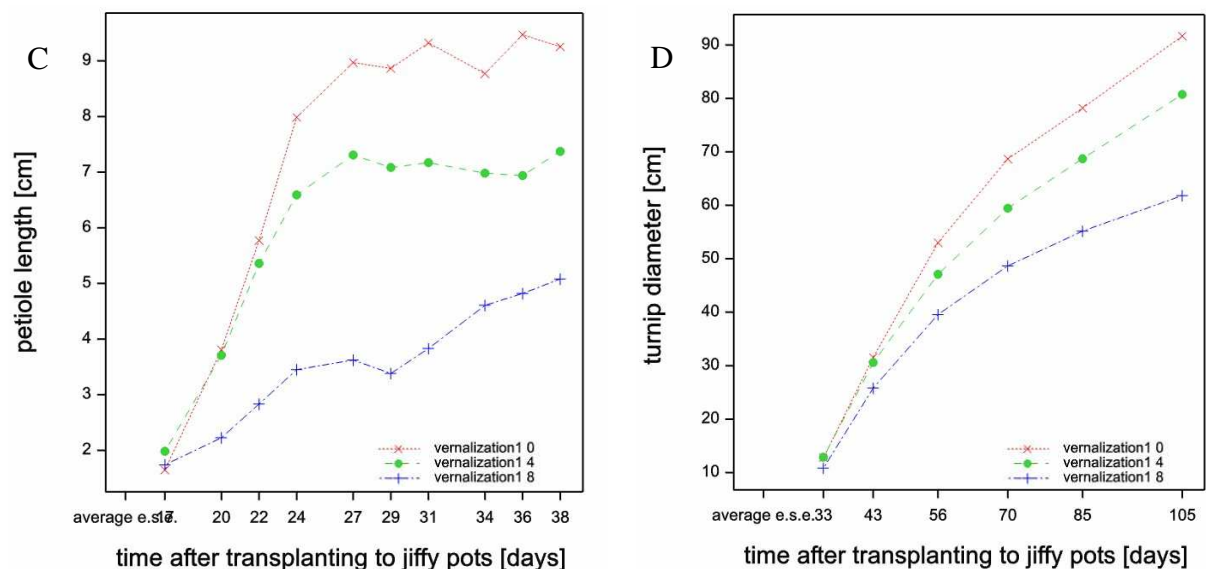 C
petiole length [cm]
9
8
7
6
5
4
3
2
vernalization1 0
vernalization1 4
vernalization1 8
average e.s.e. 17 20 22 24 27 29 31 34 36 38
time after transplanting to jiffy pots [days]
D
turnip diameter [cm]
90
80
70
60
50
40
30
20
10
vernalization1 0
vernalization1 4
vernalization1 8
average e.s.e. 33 43 56 70 85 105
time after transplanting to jiffy pots [days]